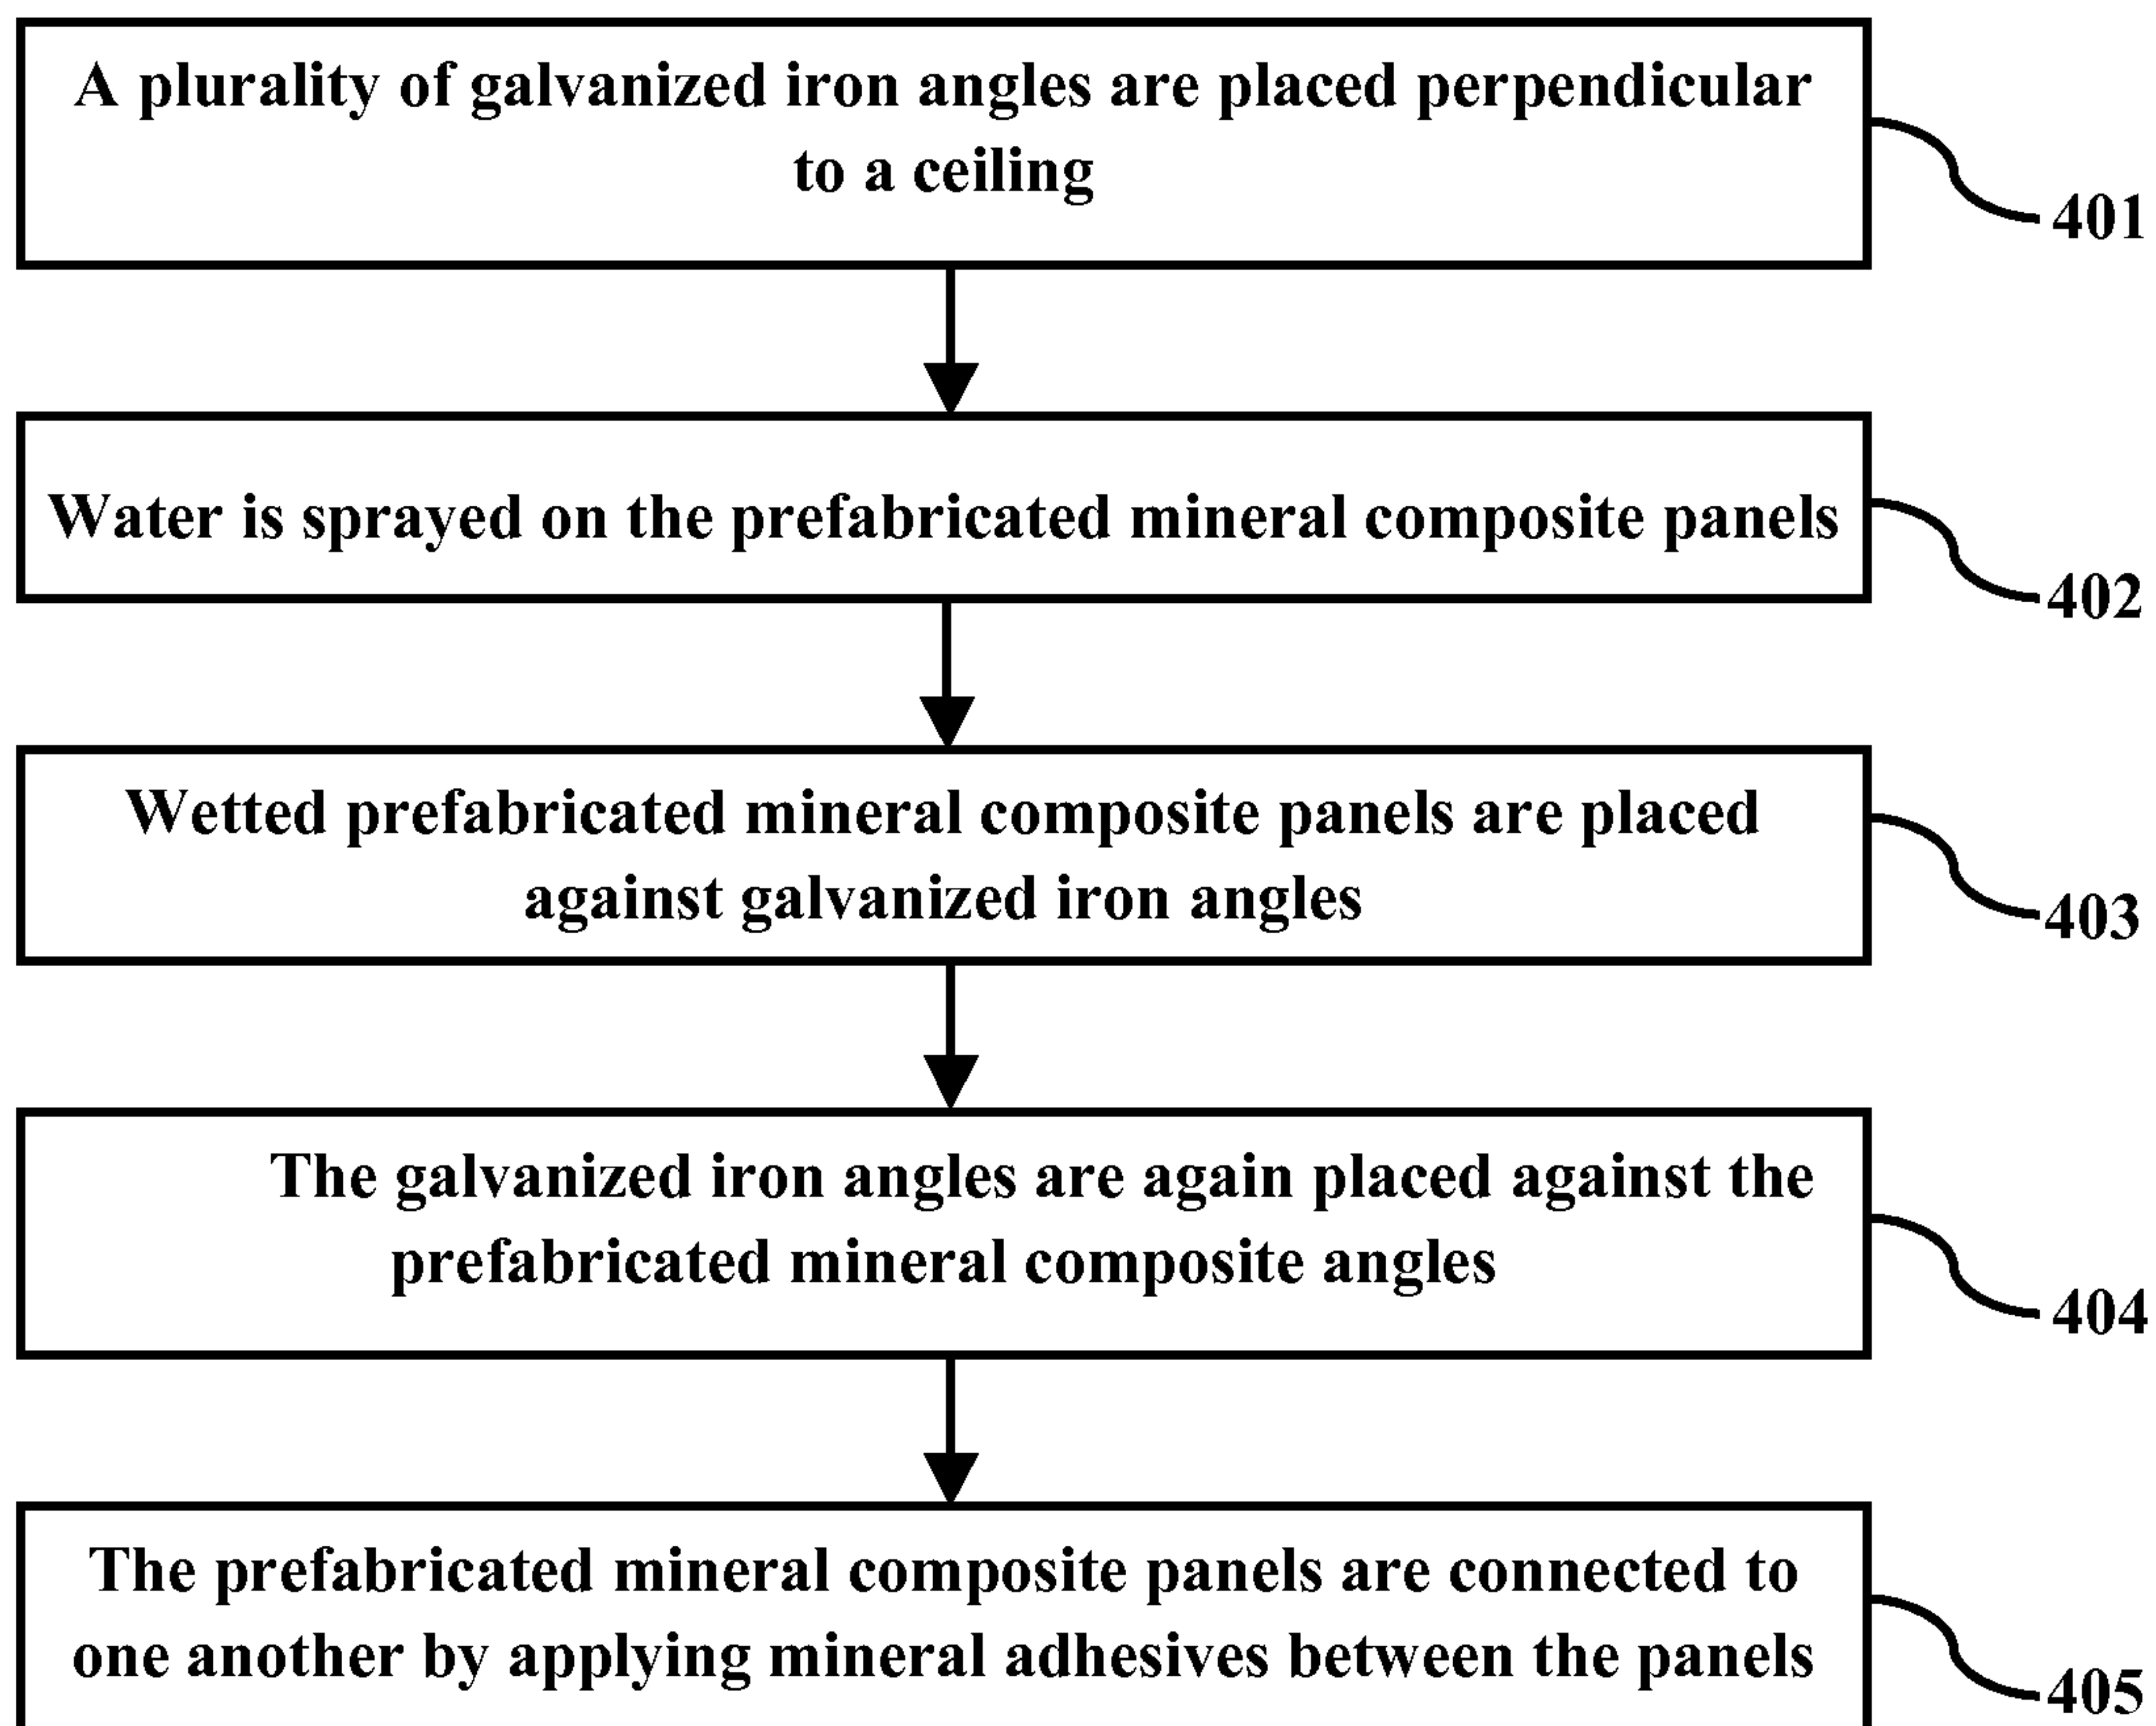 A plurality of galvanized iron angles are placed perpendicular
to a ceiling
401
Water is sprayed on the prefabricated mineral composite panels
402
Wetted prefabricated mineral composite panels are placed
against galvanized iron angles
403
The galvanized iron angles are again placed against the
prefabricated mineral composite angles
404
The prefabricated mineral composite panels are connected to
one another by applying mineral adhesives between the panels
405